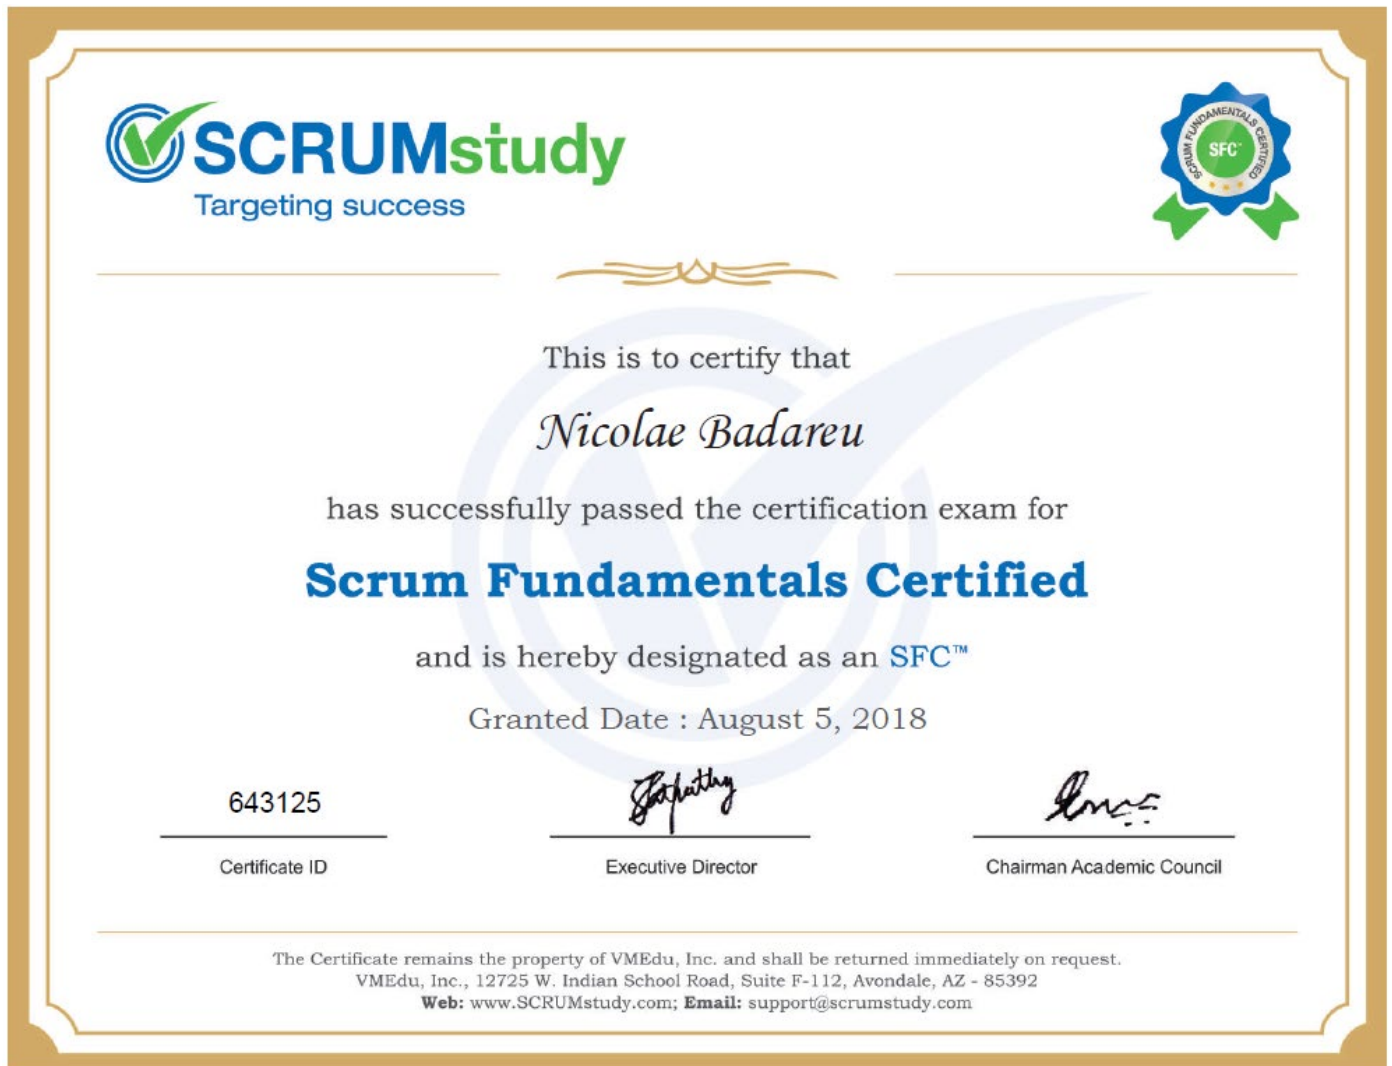 SCRUMstudy
Targeting success
SCRUM FUNDAMENTALS CERTIFIED
SFC™
This is to certify that
Nicolae Badareu
has successfully passed the certification exam for
Scrum Fundamentals Certified
and is hereby designated as an SFC™
Granted Date : August 5, 2018
643125
Certificate ID
Executive Director
Chairman Academic Council
The Certificate remains the property of VMEdu, Inc. and shall be returned immediately on request.
VMEdu, Inc., 12725 W. Indian School Road, Suite F-112, Avondale, AZ - 85392
Web: www.SCRUMstudy.com; Email: support@scrumstudy.com